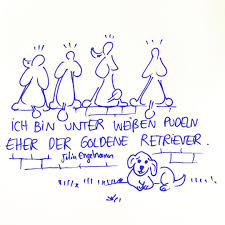 ICH BIN UNTER WEIßEN PUDELN
EHER DER GOLDENE RETRIEVER.
Julia Engelmann